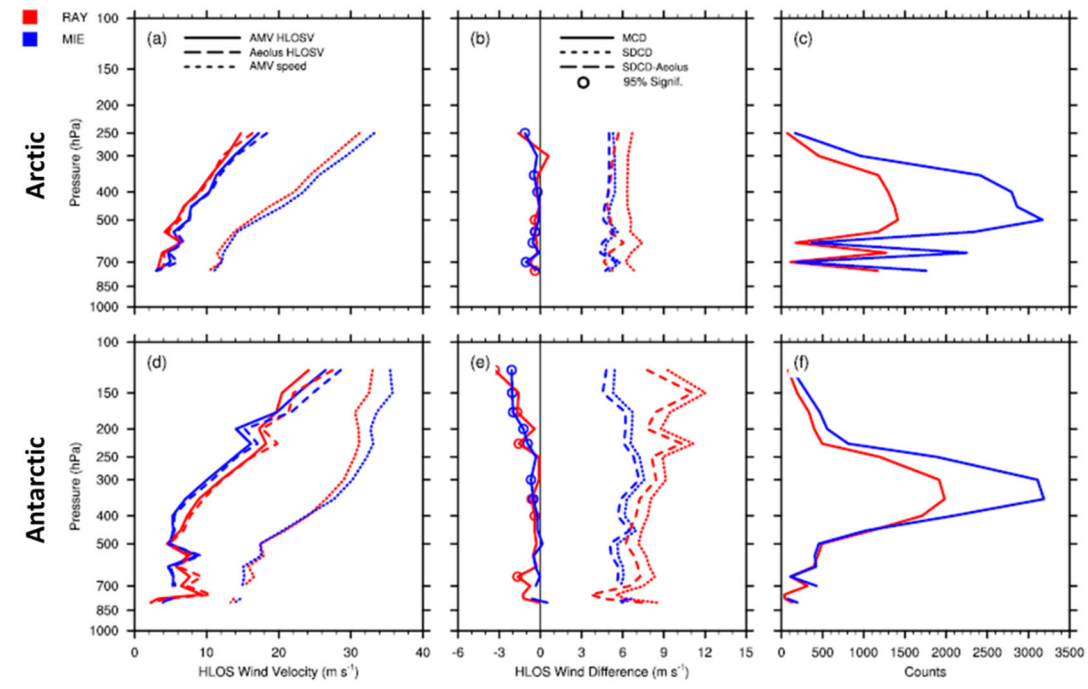 RAY
MIE
Arctic
Pressure (hPa)
100
150
200
250
300
400
500
700
850
1000
(a)
AMV HLOSV
Aeolus HLOSV
AMV speed
(b)
MCD
SDCD
SDCD-Aeolus
95% Signif.
(c)
Antarctic
Pressure (hPa)
100
150
200
250
300
400
500
700
850
1000
(d)
(e)
(f)
0 10 20 30 40
HLOS Wind Velocity (m s⁻¹)
-6 -3 0 3 6 9 12 15
HLOS Wind Difference (m s⁻¹)
0 500 1000 1500 2000 2500 3000 3500
Counts